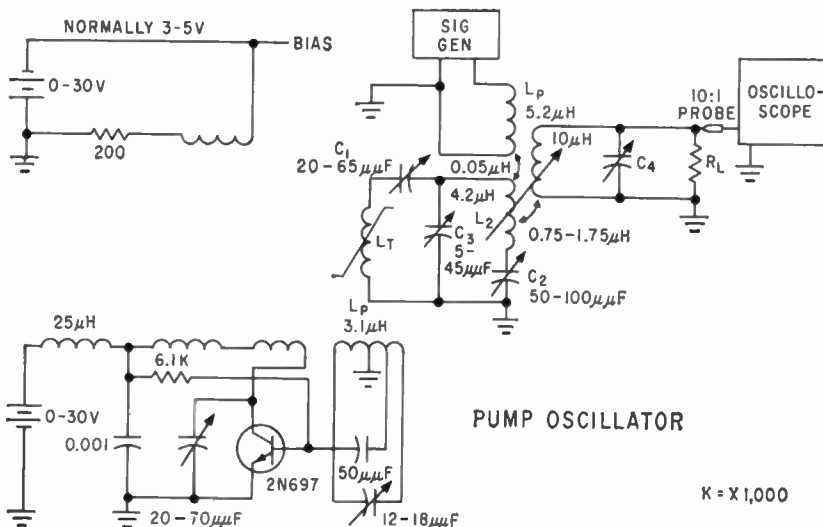 NORMALLY 3-5V
BIAS
0-30V
200
SIG
GEN
Lp
5.2μH
10:1
PROBE
OSCILLO-
SCOPE
10μH
C1
20-65μμF
0.05μH
C4
RL
4.2μH
L2
LT
C3
5-
45μμF
0.75-1.75μH
C2
50-100μμF
Lp
3.1μH
25μH
6.1K
0-30V
0.001
2N697
50μμF
20-70μμF
12-18μμF
PUMP OSCILLATOR
K = X 1,000